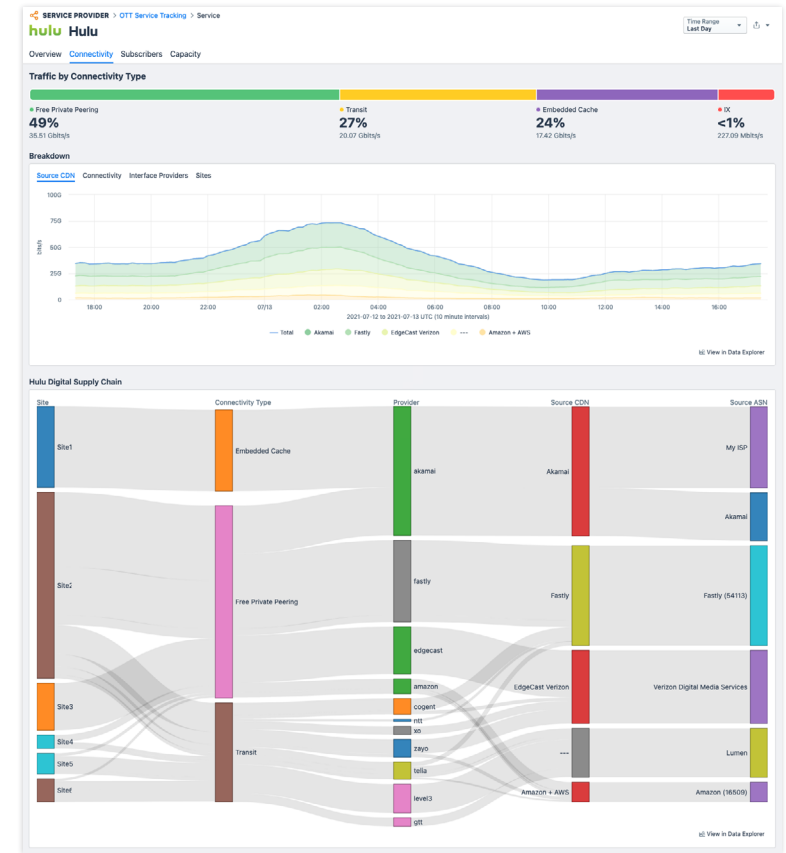 SERVICE PROVIDER > OTT Service Tracking > Service
hulu Hulu
Time Range
Last Day
Overview Connectivity Subscribers Capacity
Traffic by Connectivity Type
Free Private Peering Transit Embedded Cache IX
49% 27% 24% <1%
35.51 Gbits/s 20.07 Gbits/s 17.42 Gbits/s 227.09 Mbits/s
Breakdown
Source CDN Connectivity Interface Providers Sites
100G
75G
50G
25G
0
bits/s
18:00 20:00 22:00 07/13 02:00 04:00 06:00 08:00 10:00 12:00 14:00 16:00
2021-07-12 to 2021-07-13 UTC (10 minute intervals)
Total Akamai Fastly EdgeCast Verizon --- Amazon + AWS
View in Data Explorer
Hulu Digital Supply Chain
Site Connectivity Type Provider Source CDN Source ASN
Site1
Site2
Site3
Site4
Site5
Site6
Embedded Cache
Free Private Peering
Transit
akamai
fastly
edgecast
amazon
cogent
ntt
xo
zayo
telia
level3
gtt
Akamai
Fastly
EdgeCast Verizon
---
Amazon + AWS
My ISP
Akamai
Fastly (54113)
Verizon Digital Media Services
Lumen
Amazon (16509)
View in Data Explorer